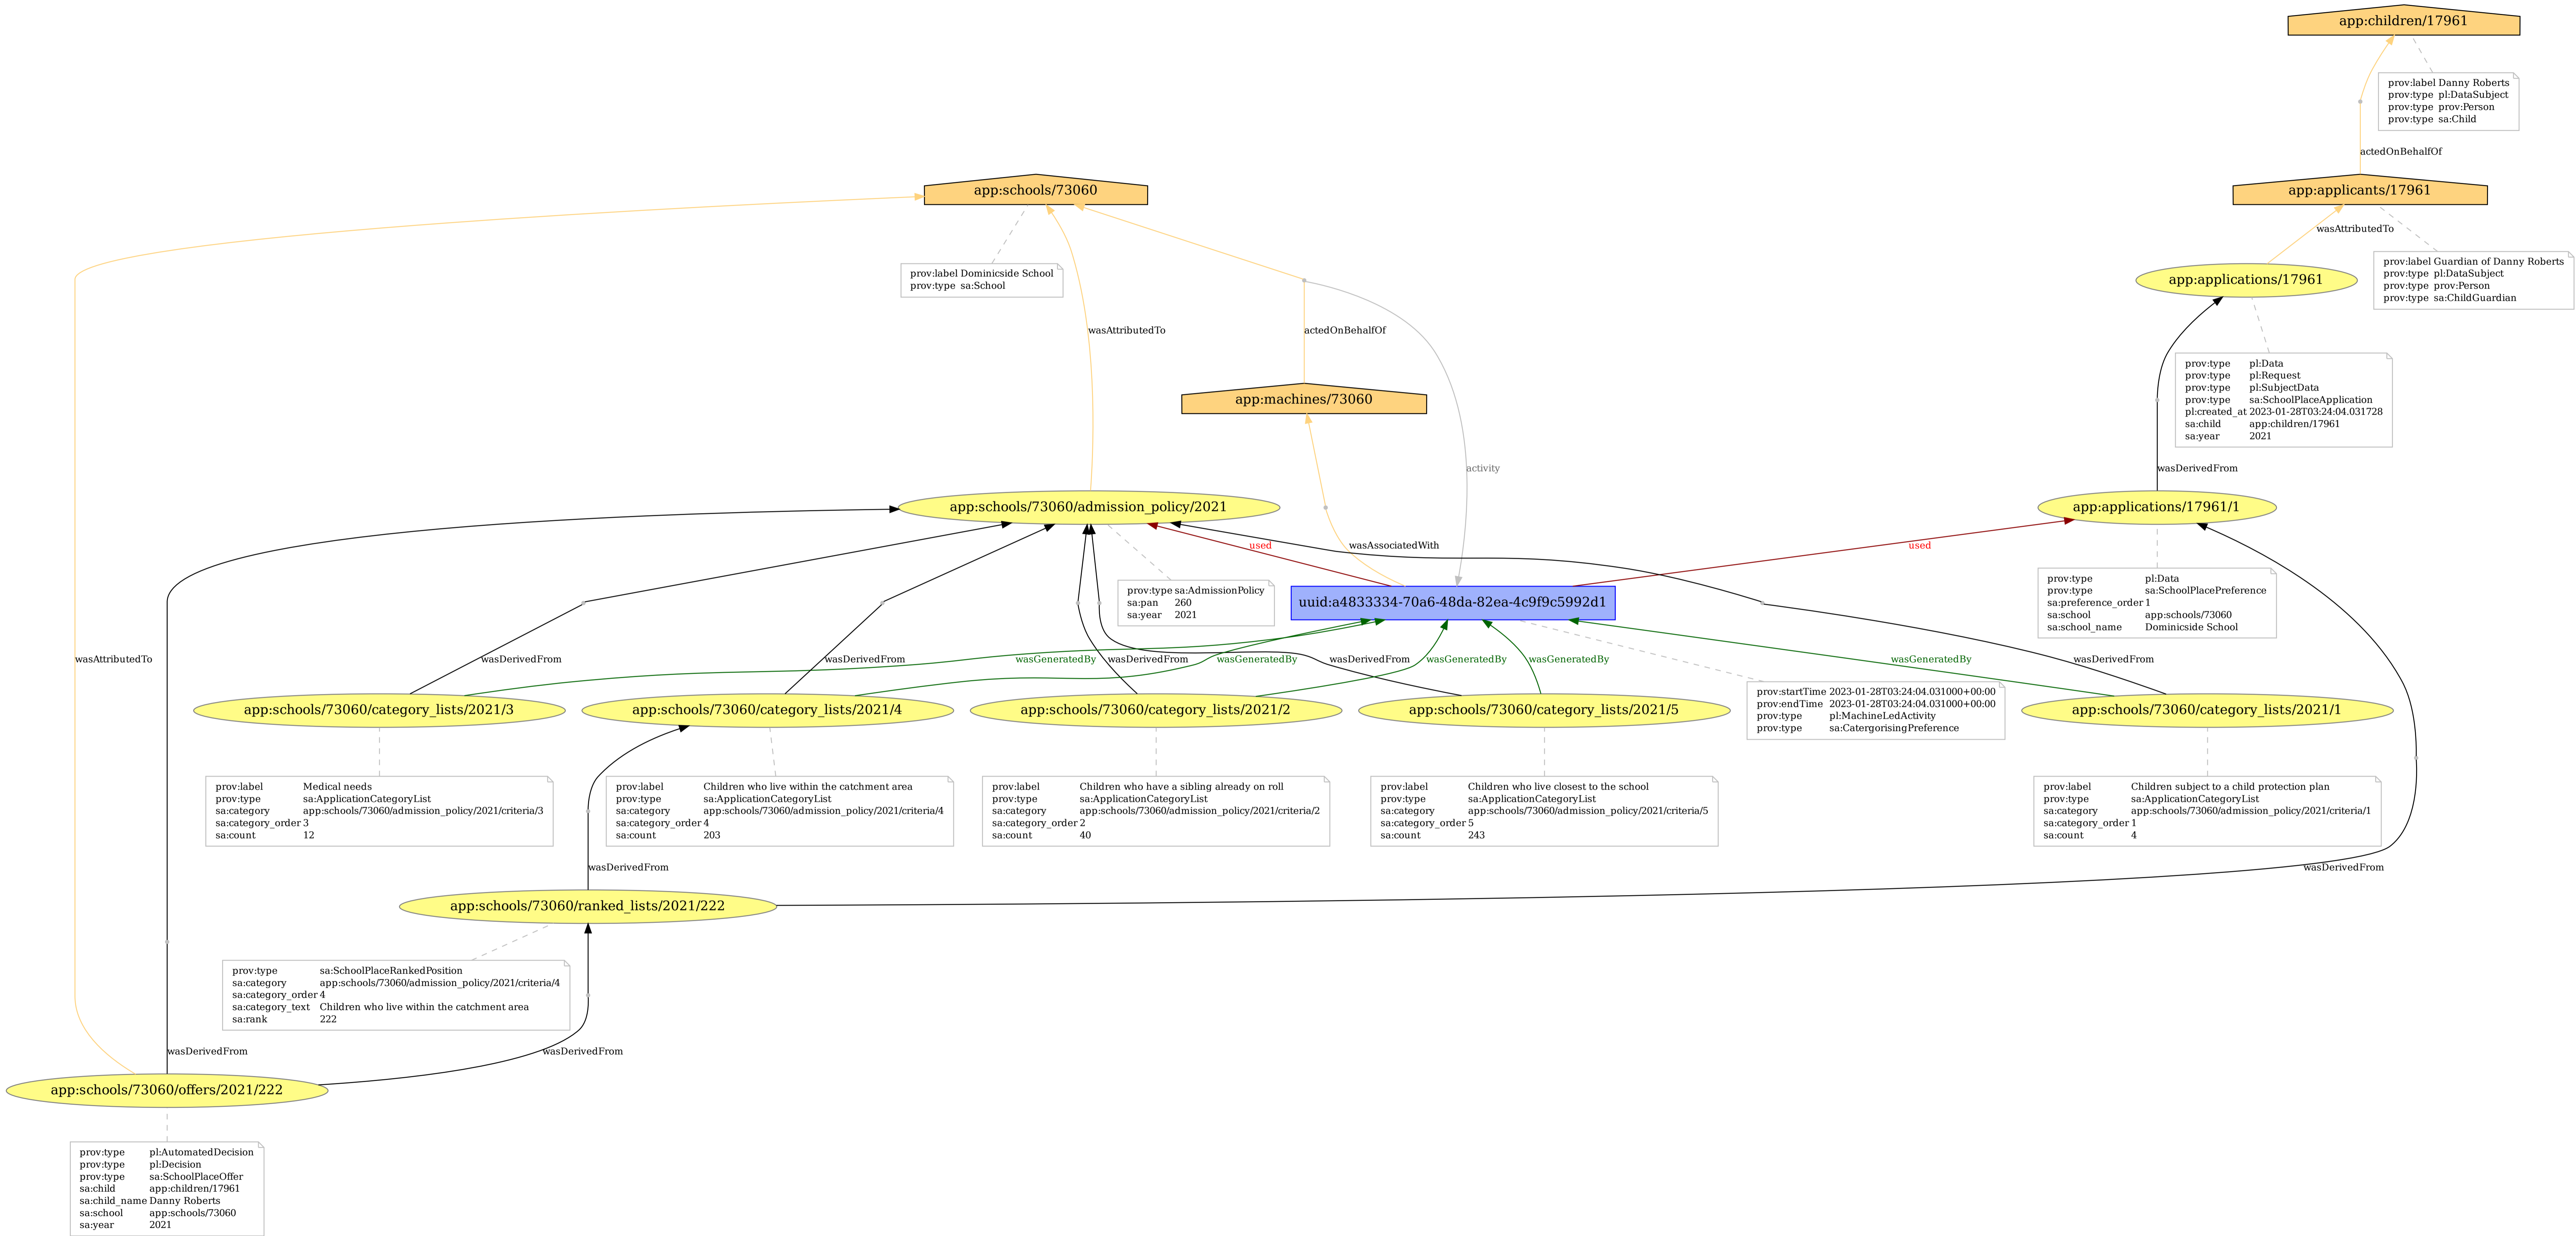 app:children/17961
prov:label Danny Roberts
prov:type pl:DataSubject
prov:type prov:Person
prov:type sa:Child
actedOnBehalfOf
app:schools/73060
app:applicants/17961
wasAttributedTo
prov:label Dominicside School
prov:type sa:School
prov:label Guardian of Danny Roberts
prov:type pl:DataSubject
prov:type prov:Person
prov:type sa:ChildGuardian
app:applications/17961
wasAttributedTo
actedOnBehalfOf
prov:type pl:Data
prov:type pl:Request
prov:type pl:SubjectData
prov:type sa:SchoolPlaceApplication
pl:created_at 2023-01-28T03:24:04.031728
sa:child app:children/17961
sa:year 2021
app:machines/73060
activity
wasDerivedFrom
app:schools/73060/admission_policy/2021
app:applications/17961/1
used
wasAssociatedWith
used
prov:type sa:AdmissionPolicy
sa:pan 260
sa:year 2021
uuid:a4833334-70a6-48da-82ea-4c9f9c5992d1
prov:type pl:Data
prov:type sa:SchoolPlacePreference
sa:preference_order 1
sa:school app:schools/73060
sa:school_name Dominicside School
wasAttributedTo
wasDerivedFrom
wasDerivedFrom
wasGeneratedBy
wasDerivedFrom
wasGeneratedBy
wasDerivedFrom
wasGeneratedBy
wasGeneratedBy
wasGeneratedBy
wasDerivedFrom
app:schools/73060/category_lists/2021/3
app:schools/73060/category_lists/2021/4
app:schools/73060/category_lists/2021/2
app:schools/73060/category_lists/2021/5
prov:startTime 2023-01-28T03:24:04.031000+00:00
prov:endTime 2023-01-28T03:24:04.031000+00:00
prov:type pl:MachineLedActivity
prov:type sa:CatergorisingPreference
app:schools/73060/category_lists/2021/1
prov:label Medical needs
prov:type sa:ApplicationCategoryList
sa:category app:schools/73060/admission_policy/2021/criteria/3
sa:category_order 3
sa:count 12
prov:label Children who live within the catchment area
prov:type sa:ApplicationCategoryList
sa:category app:schools/73060/admission_policy/2021/criteria/4
sa:category_order 4
sa:count 203
prov:label Children who have a sibling already on roll
prov:type sa:ApplicationCategoryList
sa:category app:schools/73060/admission_policy/2021/criteria/2
sa:category_order 2
sa:count 40
prov:label Children who live closest to the school
prov:type sa:ApplicationCategoryList
sa:category app:schools/73060/admission_policy/2021/criteria/5
sa:category_order 5
sa:count 243
prov:label Children subject to a child protection plan
prov:type sa:ApplicationCategoryList
sa:category app:schools/73060/admission_policy/2021/criteria/1
sa:category_order 1
sa:count 4
wasDerivedFrom
wasDerivedFrom
app:schools/73060/ranked_lists/2021/222
prov:type sa:SchoolPlaceRankedPosition
sa:category app:schools/73060/admission_policy/2021/criteria/4
sa:category_order 4
sa:category_text Children who live within the catchment area
sa:rank 222
wasDerivedFrom
wasDerivedFrom
app:schools/73060/offers/2021/222
prov:type pl:AutomatedDecision
prov:type pl:Decision
prov:type sa:SchoolPlaceOffer
sa:child app:children/17961
sa:child_name Danny Roberts
sa:school app:schools/73060
sa:year 2021